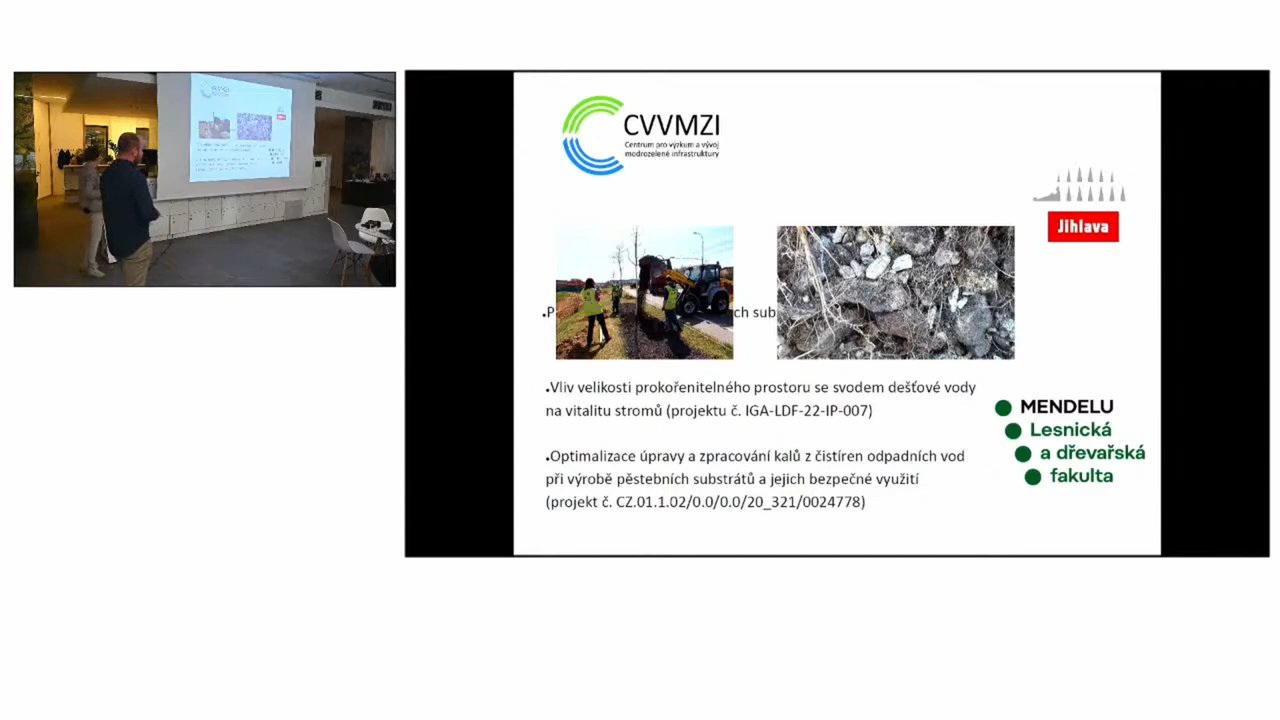 CVVMZI
Centrum pro výzkum a vývoj
modrozelené infrastruktury
Jihlava
•Vliv velikosti prokořenitelného prostoru se svodem dešťové vody
na vitalitu stromů (projektu č. IGA-LDF-22-IP-007)
•Optimalizace úpravy a zpracování kalů z čistíren odpadních vod
při výrobě pěstebních substrátů a jejich bezpečné využití
(projekt č. CZ.01.1.02/0.0/0.0/20_321/0024778)
MENDELU
Lesnická
a dřevařská
fakulta